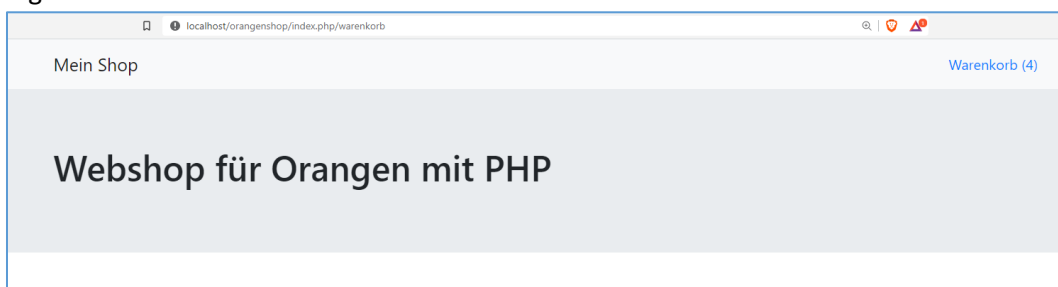 localhost/orangenshop/index.php/warenkorb
Mein Shop
Warenkorb (4)
Webshop für Orangen mit PHP